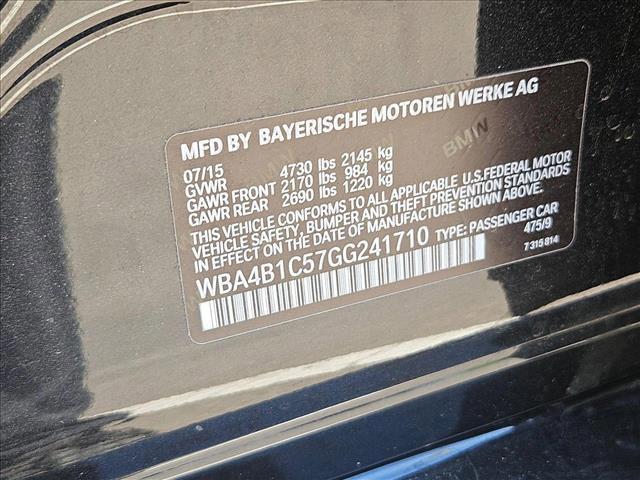 MFD BY BAYERISCHE MOTOREN WERKE AG
BMW
07/15
GVWR 4730 lbs 2145 kg
GAWR FRONT 2170 lbs 984 kg
GAWR REAR 2690 lbs 1220 kg
THIS VEHICLE CONFORMS TO ALL APPLICABLE U.S.FEDERAL MOTOR
VEHICLE SAFETY, BUMPER AND THEFT PREVENTION STANDARDS
IN EFFECT ON THE DATE OF MANUFACTURE SHOWN ABOVE.
WBA4B1C57GG241710 TYPE: PASSENGER CAR
475/9
7 315 814